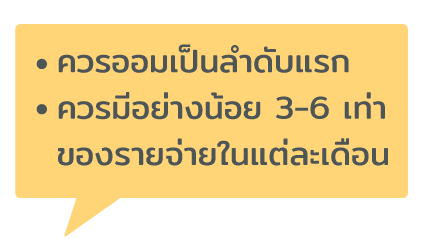 • ควรออมเป็นลำดับแรก
• ควรมีอย่างน้อย 3-6 เท่า
ของรายจ่ายในแต่ละเดือน